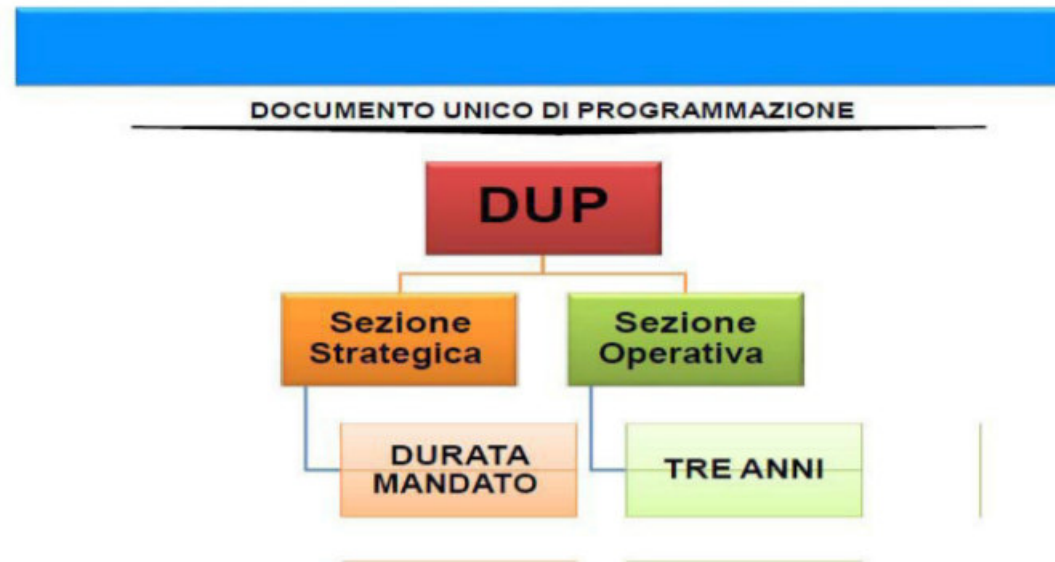 DOCUMENTO UNICO DI PROGRAMMAZIONE
DUP
Sezione
Strategica
Sezione
Operativa
DURATA
MANDATO
TRE ANNI